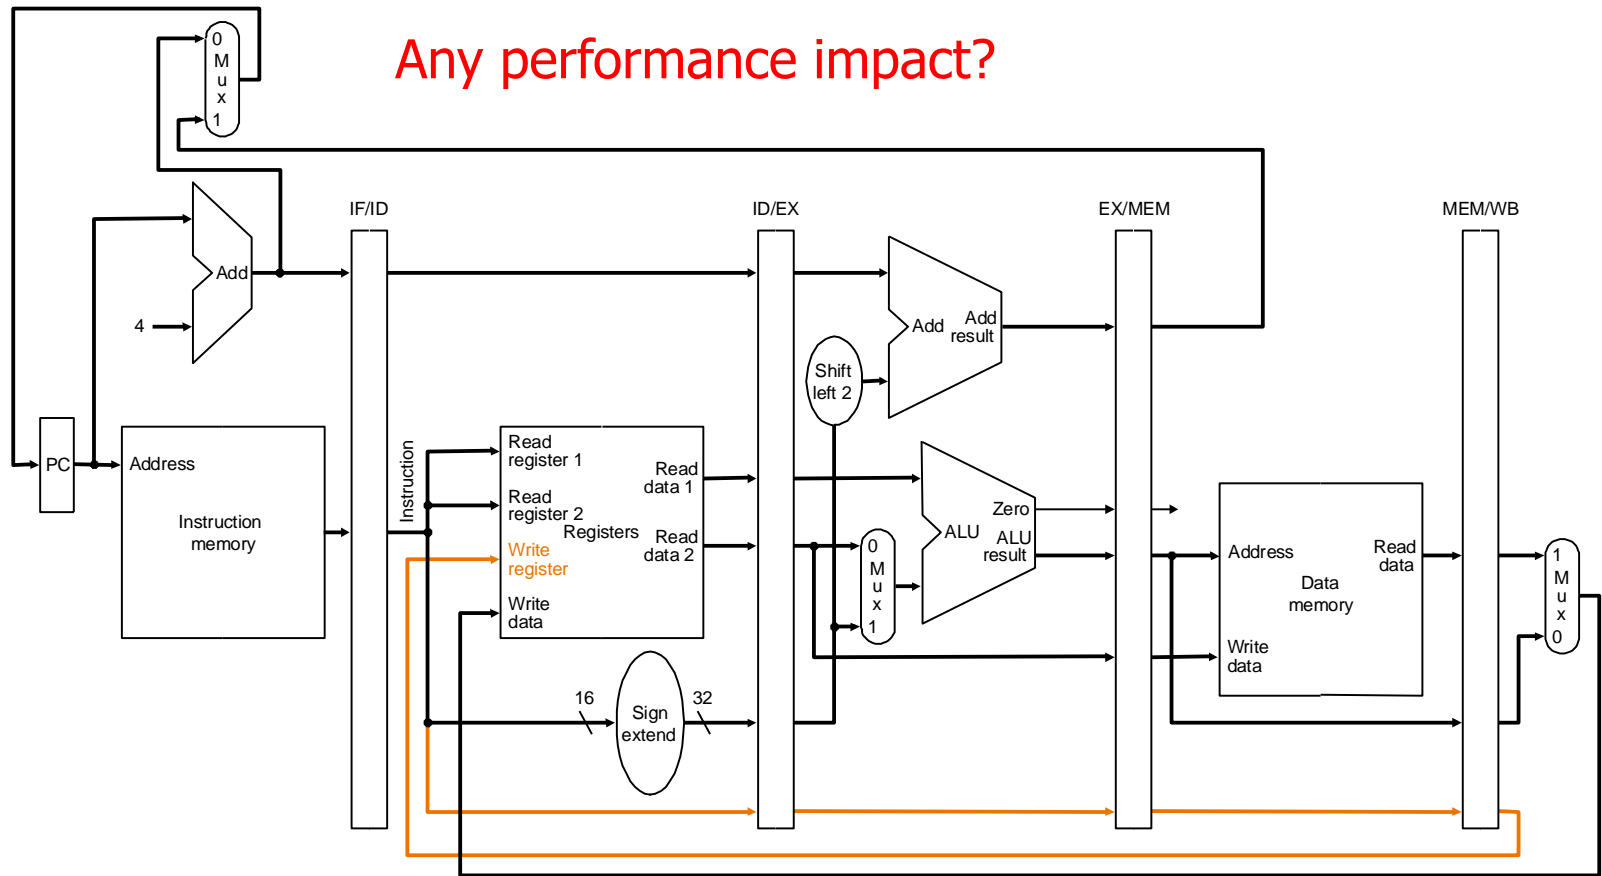 Any performance impact?
0
M
u
x
1
IF/ID
ID/EX
EX/MEM
MEM/WB
Add
4
Add
Add
result
Shift
left 2
PC
Address
Instruction
memory
Instruction
Read
register 1
Read
register 2
Write
register
Write
data
Registers
Read
data 1
Read
data 2
0
M
u
x
1
Zero
ALU
ALU
result
Address
Read
data
Data
memory
Write
data
1
M
u
x
0
16
Sign
extend
32